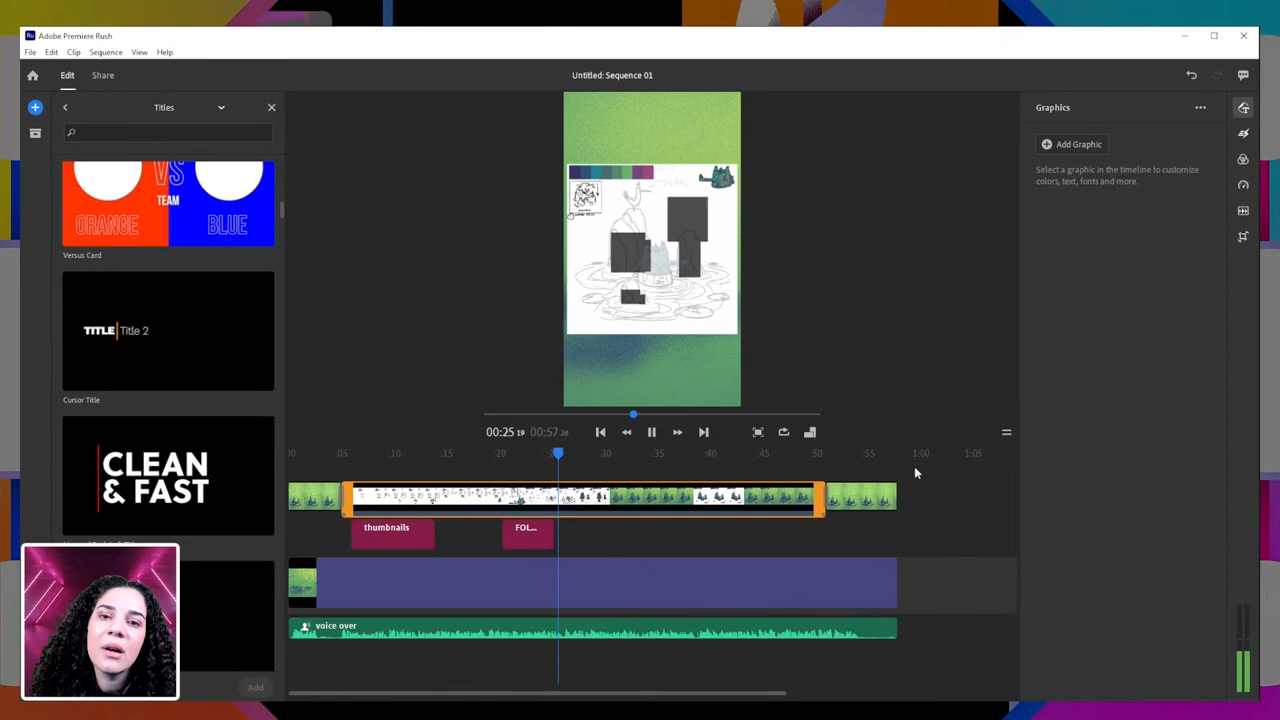 Ru Adobe Premiere Rush
File Edit Clip Sequence View Help
Edit Share Untitled: Sequence 01
Titles
Graphics
Add Graphic
Select a graphic in the timeline to customize
colors, text, fonts and more.
VS
TEAM
ORANGE BLUE
Versus Card
TITLE Title 2
Cursor Title
CLEAN
& FAST
Add
00:25 19 00:57 26
:05 :10 :15 :20 :30 :35 :40 :45 :50 :55 1:00 1:05
thumbnails FOL...
voice over